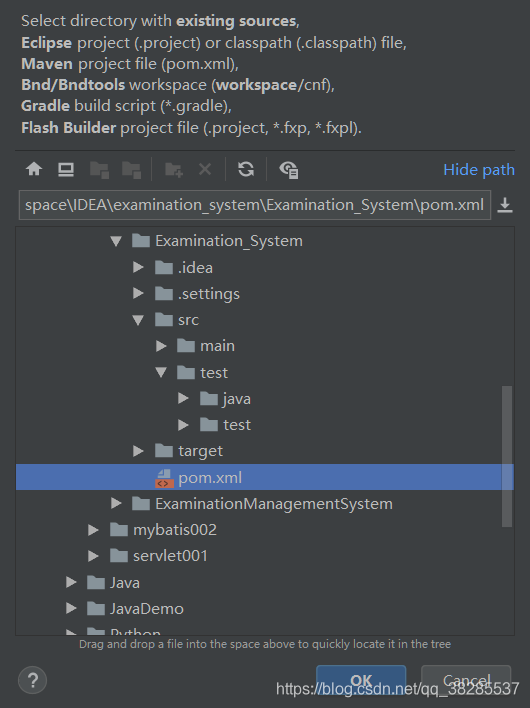 Select directory with existing sources,
Eclipse project (.project) or classpath (.classpath) file,
Maven project file (pom.xml),
Bnd/Bndtools workspace (workspace/cnf),
Gradle build script (*.gradle),
Flash Builder project file (.project, *.fxp, *.fxpl).
Hide path
space\IDEA\examination_system\Examination_System\pom.xml
Examination_System
.idea
.settings
src
main
test
java
test
target
pom.xml
ExaminationManagementSystem
mybatis002
servlet001
Java
JavaDemo
Python
Drag and drop a file into the space above to quickly locate it in the tree
?
OK
Cancel
https://blog.csdn.net/qq_38285537